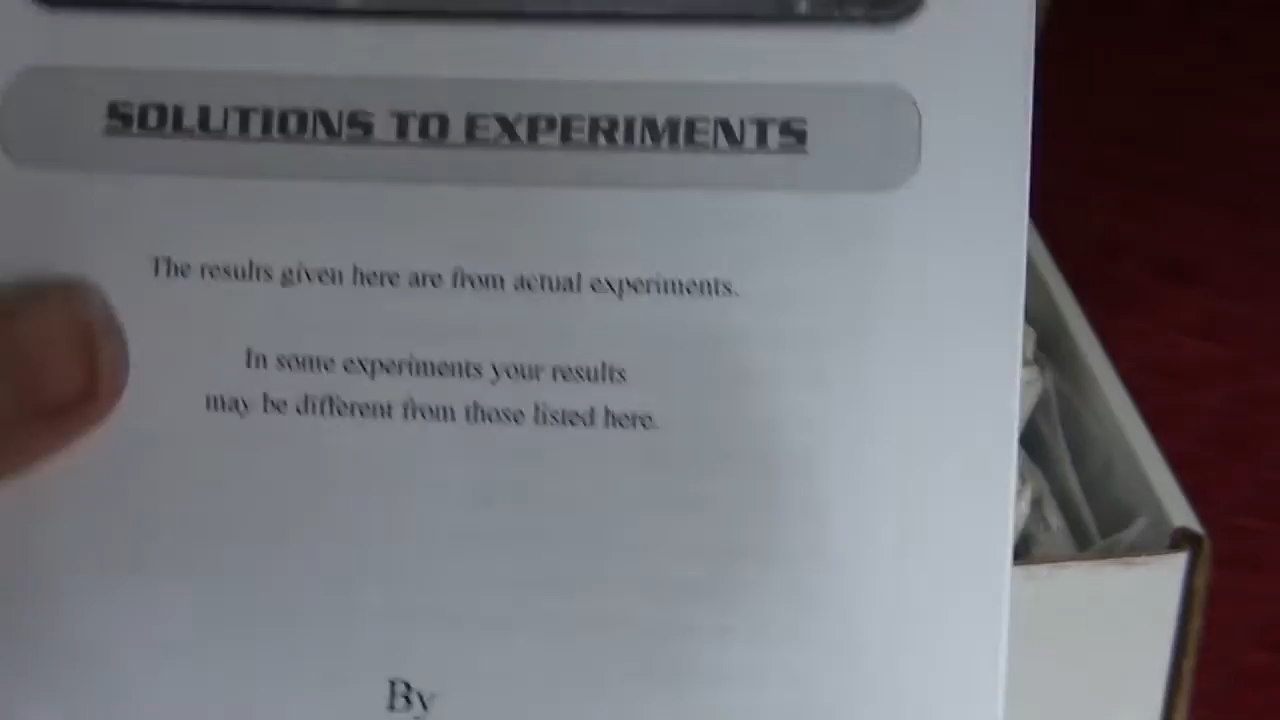 SOLUTIONS TO EXPERIMENTS
The results given here are from actual experiments.
In some experiments your results
may be different from those listed here.
By